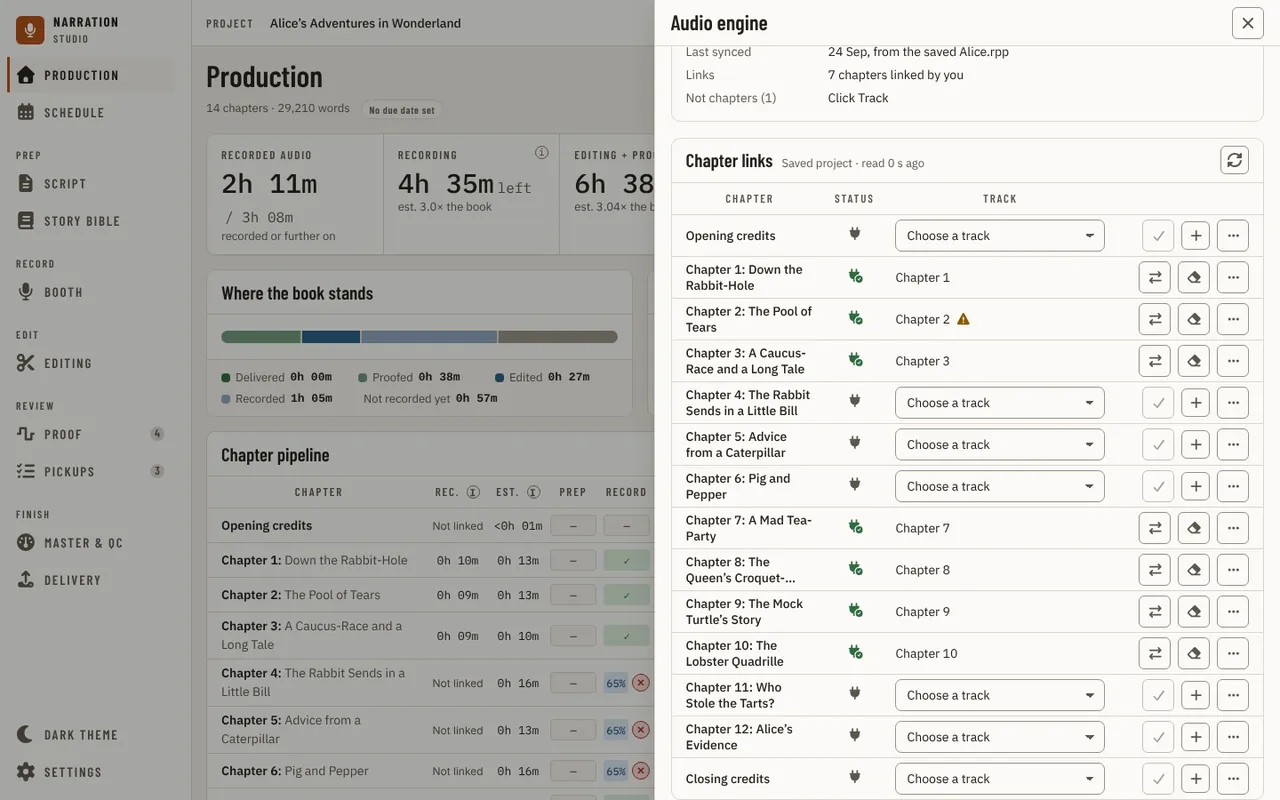 NARRATION
STUDIO
PRODUCTION
SCHEDULE
PREP
SCRIPT
STORY BIBLE
RECORD
BOOTH
EDIT
EDITING
REVIEW
PROOF 4
PICKUPS 3
FINISH
MASTER & QC
DELIVERY
DARK THEME
SETTINGS
PROJECT Alice’s Adventures in Wonderland
Production
14 chapters · 29,210 words No due date set
RECORDED AUDIO
2h 11m
/ 3h 08m
recorded or further on
RECORDING
4h 35m left
est. 3.0× the book
EDITING + PRO
6h 38
est. 3.04× the b
Where the book stands
Delivered 0h 00m Proofed 0h 38m Edited 0h 27m
Recorded 1h 05m Not recorded yet 0h 57m
Chapter pipeline
CHAPTER REC. EST. PREP RECORD
Opening credits Not linked <0h 01m – –
Chapter 1: Down the Rabbit-Hole 0h 10m 0h 13m – ✓
Chapter 2: The Pool of Tears 0h 09m 0h 13m – ✓
Chapter 3: A Caucus-Race and a
Long Tale 0h 09m 0h 10m – ✓
Chapter 4: The Rabbit Sends in a
Little Bill Not linked 0h 16m – 65%
Chapter 5: Advice from a
Caterpillar Not linked 0h 13m – 65%
Chapter 6: Pig and Pepper Not linked 0h 16m – 65%
Audio engine
Last synced 24 Sep, from the saved Alice.rpp
Links 7 chapters linked by you
Not chapters (1) Click Track
Chapter links Saved project · read 0 s ago
CHAPTER STATUS TRACK
Opening credits Choose a track
Chapter 1: Down the
Rabbit-Hole Chapter 1
Chapter 2: The Pool of
Tears Chapter 2
Chapter 3: A Caucus-
Race and a Long Tale Chapter 3
Chapter 4: The Rabbit
Sends in a Little Bill Choose a track
Chapter 5: Advice
from a Caterpillar Choose a track
Chapter 6: Pig and
Pepper Choose a track
Chapter 7: A Mad Tea-
Party Chapter 7
Chapter 8: The
Queen’s Croquet-… Chapter 8
Chapter 9: The Mock
Turtle’s Story Chapter 9
Chapter 10: The
Lobster Quadrille Chapter 10
Chapter 11: Who
Stole the Tarts? Choose a track
Chapter 12: Alice’s
Evidence Choose a track
Closing credits Choose a track